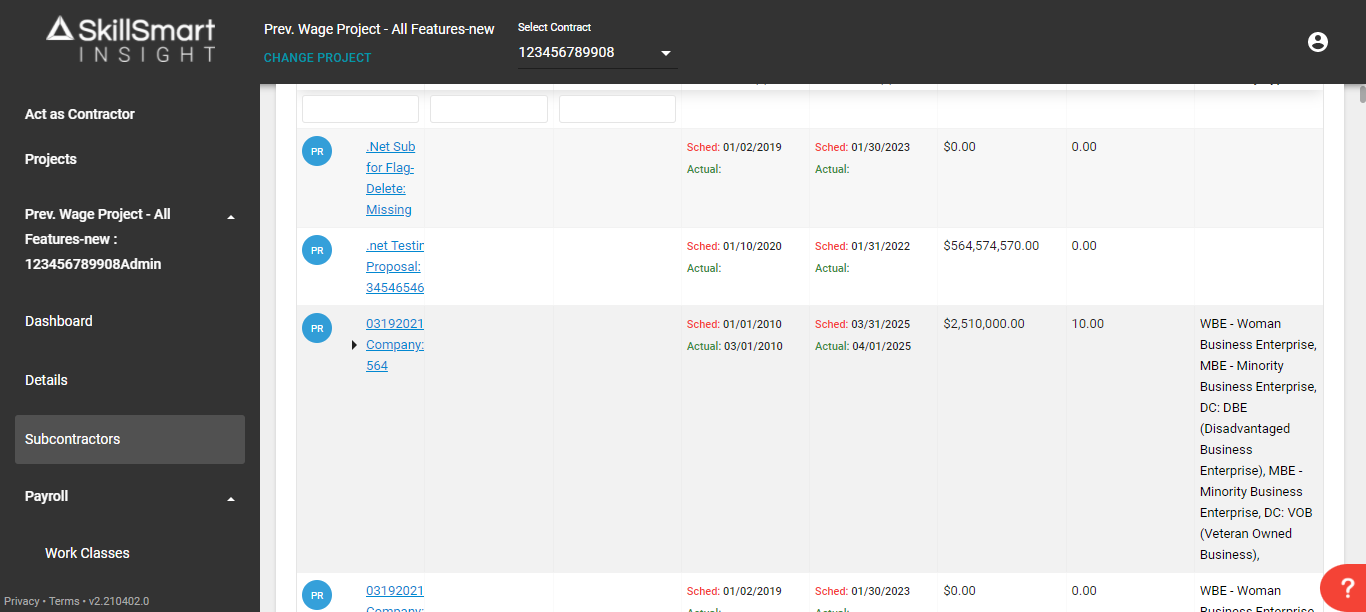 SkillSmart
INSIGHT
Prev. Wage Project - All Features-new
CHANGE PROJECT
Select Contract
123456789908
Act as Contractor
Projects
Prev. Wage Project - All
Features-new :
123456789908Admin
Dashboard
Details
Subcontractors
Payroll
Work Classes
Privacy • Terms • v2.210402.0
PR
.Net Sub
for Flag-
Delete:
Missing
Sched: 01/02/2019
Actual:
Sched: 01/30/2023
Actual:
$0.00
0.00
PR
.net Testin
Proposal:
34546546
Sched: 01/10/2020
Actual:
Sched: 01/31/2022
Actual:
$564,574,570.00
0.00
PR
03192021
Company:
564
Sched: 01/01/2010
Actual: 03/01/2010
Sched: 03/31/2025
Actual: 04/01/2025
$2,510,000.00
10.00
WBE - Woman
Business Enterprise,
MBE - Minority
Business Enterprise,
DC: DBE
(Disadvantaged
Business
Enterprise), MBE -
Minority Business
Enterprise, DC: VOB
(Veteran Owned
Business),
PR
03192021
Company:
Sched: 01/02/2019
Actual:
Sched: 01/30/2023
Actual:
$0.00
0.00
WBE - Woman
Business Enterprise
?